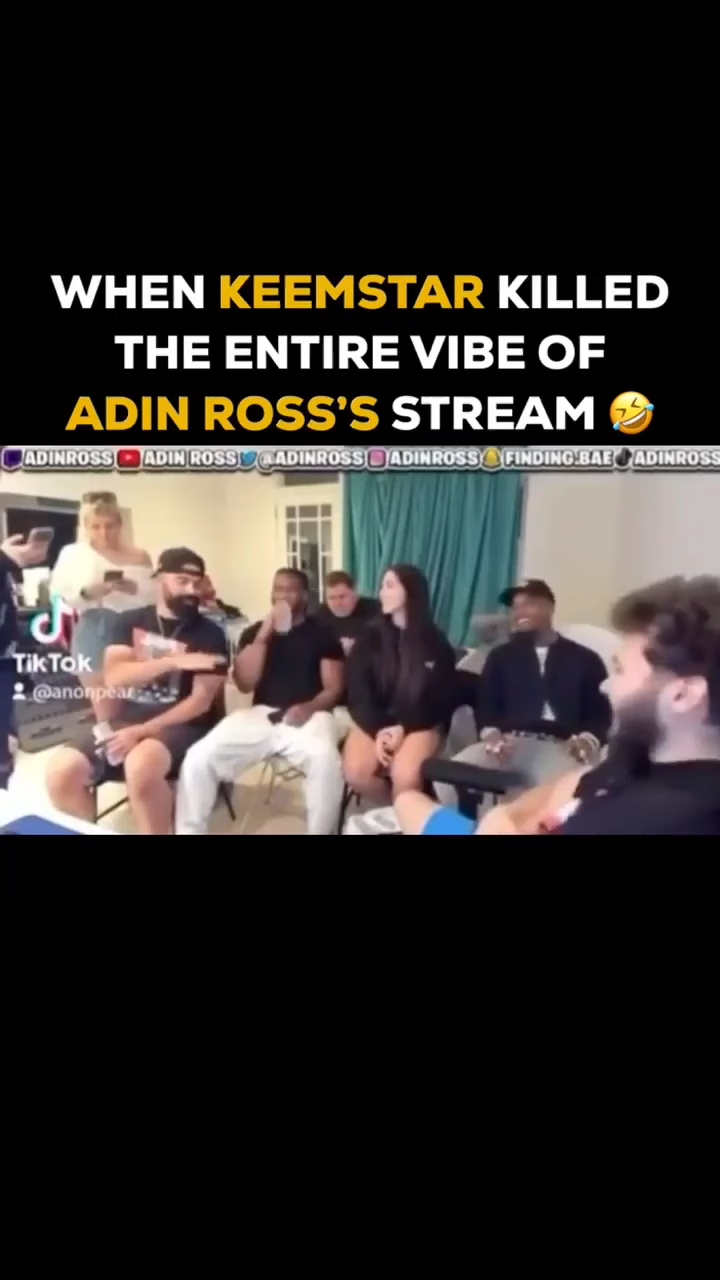 WHEN KEEMSTAR KILLED
THE ENTIRE VIBE OF
ADIN ROSS'S STREAM 🤣
ADINROSS ADIN ROSS @ADINROSS ADINROSS FINDING.BAE ADINROSS
TikTok
@anonpear